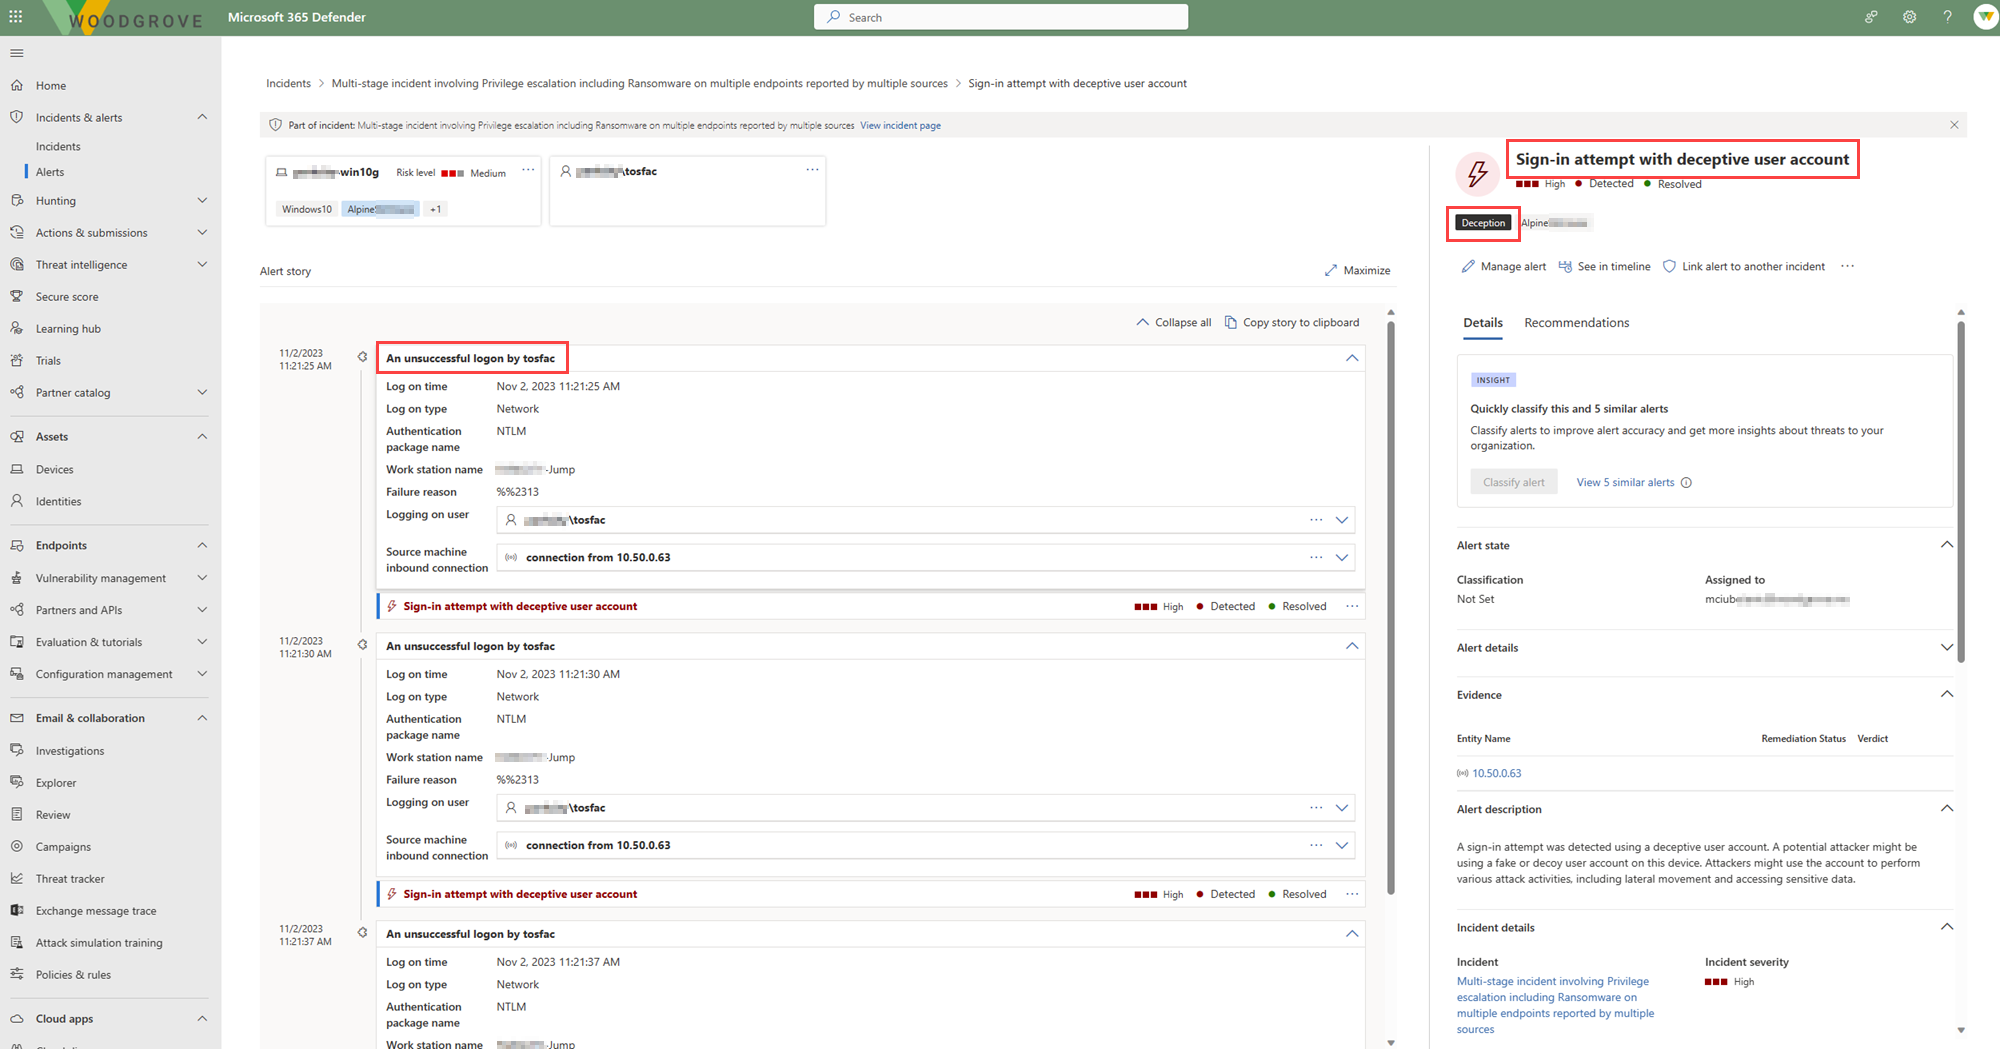 WOODGROVE
Microsoft 365 Defender
Search
Home
Incidents & alerts
Incidents
Alerts
Hunting
Actions & submissions
Threat intelligence
Secure score
Learning hub
Trials
Partner catalog
Assets
Devices
Identities
Endpoints
Vulnerability management
Partners and APIs
Evaluation & tutorials
Configuration management
Email & collaboration
Investigations
Explorer
Review
Campaigns
Threat tracker
Exchange message trace
Attack simulation training
Policies & rules
Cloud apps
Incidents > Multi-stage incident involving Privilege escalation including Ransomware on multiple endpoints reported by multiple sources > Sign-in attempt with deceptive user account
Part of incident: Multi-stage incident involving Privilege escalation including Ransomware on multiple endpoints reported by multiple sources View incident page
-win10g Risk level Medium ...
Windows10 Alpine +1
\tosfac ...
Alert story
Maximize
Collapse all Copy story to clipboard
11/2/2023
11:21:25 AM
An unsuccessful logon by tosfac
Log on time Nov 2, 2023 11:21:25 AM
Log on type Network
Authentication package name NTLM
Work station name -Jump
Failure reason %%2313
Logging on user \tosfac ...
Source machine inbound connection connection from 10.50.0.63 ...
Sign-in attempt with deceptive user account High Detected Resolved ...
11/2/2023
11:21:30 AM
An unsuccessful logon by tosfac
Log on time Nov 2, 2023 11:21:30 AM
Log on type Network
Authentication package name NTLM
Work station name -Jump
Failure reason %%2313
Logging on user \tosfac ...
Source machine inbound connection connection from 10.50.0.63 ...
Sign-in attempt with deceptive user account High Detected Resolved ...
11/2/2023
11:21:37 AM
An unsuccessful logon by tosfac
Log on time Nov 2, 2023 11:21:37 AM
Log on type Network
Authentication package name NTLM
Work station name -Jump
Sign-in attempt with deceptive user account
High Detected Resolved
Deception Alpine
Manage alert See in timeline Link alert to another incident ...
Details Recommendations
INSIGHT
Quickly classify this and 5 similar alerts
Classify alerts to improve alert accuracy and get more insights about threats to your
organization.
Classify alert View 5 similar alerts
Alert state
Classification Assigned to
Not Set mciub
Alert details
Evidence
Entity Name Remediation Status Verdict
10.50.0.63
Alert description
A sign-in attempt was detected using a deceptive user account. A potential attacker might be
using a fake or decoy user account on this device. Attackers might use the account to perform
various attack activities, including lateral movement and accessing sensitive data.
Incident details
Incident Incident severity
Multi-stage incident involving Privilege High
escalation including Ransomware on
multiple endpoints reported by multiple
sources